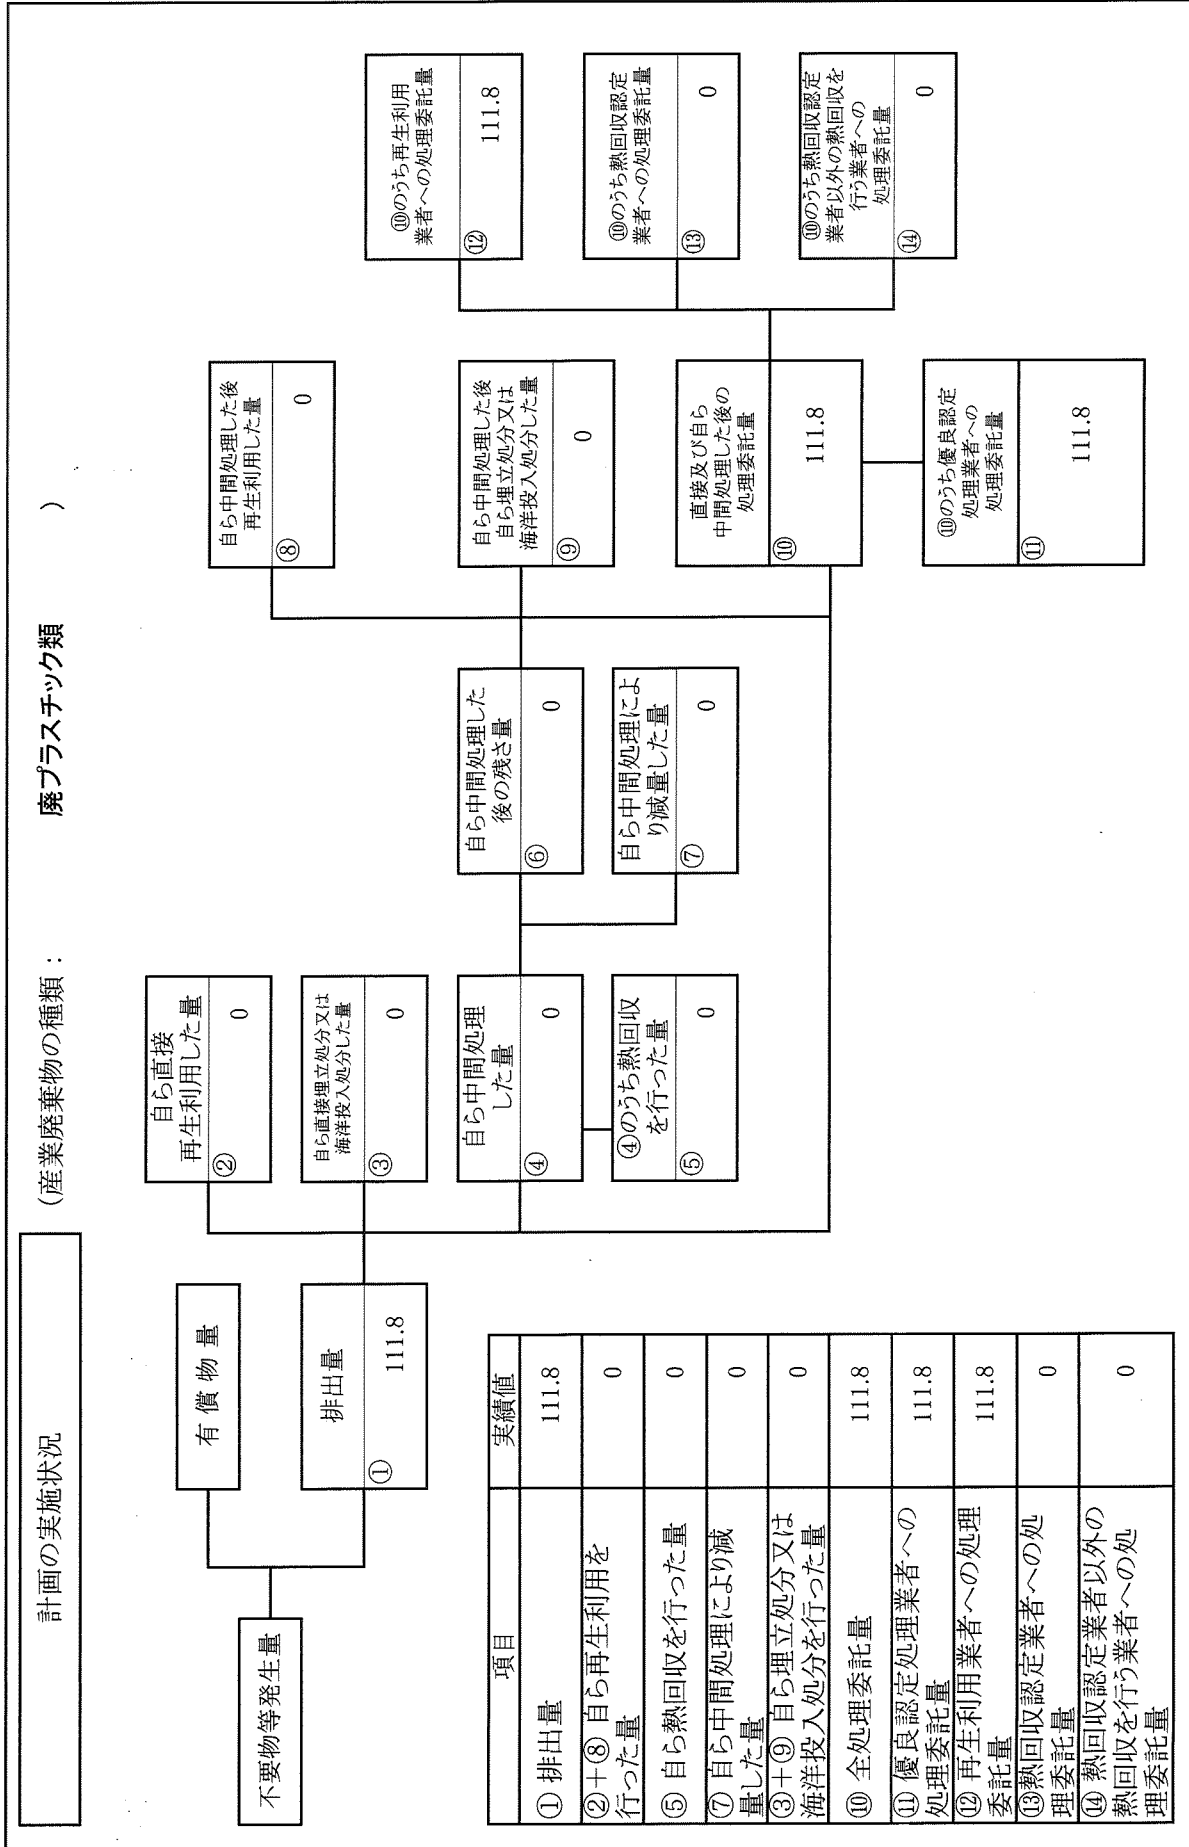 計画の実施状況
（産業廃棄物の種類：　廃プラスチック類　）
不要物等発生量
有 償 物 量
排出量
①
111.8
自ら直接
再生利用した量
②
0
自ら直接埋立処分又は
海洋投入処分した量
③
0
自ら中間処理
した量
④
0
④のうち熱回収
を行った量
⑤
0
自ら中間処理した
後の残さ量
⑥
0
自ら中間処理によ
り減量した量
⑦
0
自ら中間処理した後
再生利用した量
⑧
0
自ら中間処理した後
自ら埋立処分又は
海洋投入処分した量
⑨
0
直接及び自ら
中間処理した後の
処理委託量
⑩
111.8
⑩のうち優良認定
処理業者への
処理委託量
⑪
111.8
⑩のうち再生利用
業者への処理委託量
⑫
111.8
⑩のうち熱回収認定
業者への処理委託量
⑬
0
⑩のうち熱回収認定
業者以外の熱回収を
行う業者への
処理委託量
⑭
0
項目 実績値
① 排出量 111.8
②＋⑧ 自ら再生利用を
行った量 0
⑤ 自ら熱回収を行った量 0
⑦ 自ら中間処理により減
量した量 0
③＋⑨ 自ら埋立処分又は
海洋投入処分を行った量 0
⑩ 全処理委託量 111.8
⑪ 優良認定処理業者への
処理委託量 111.8
⑫ 再生利用業者への処理
委託量 111.8
⑬熱回収認定業者への処
理委託量 0
⑭ 熱回収認定業者以外の
熱回収を行う業者への処
理委託量 0